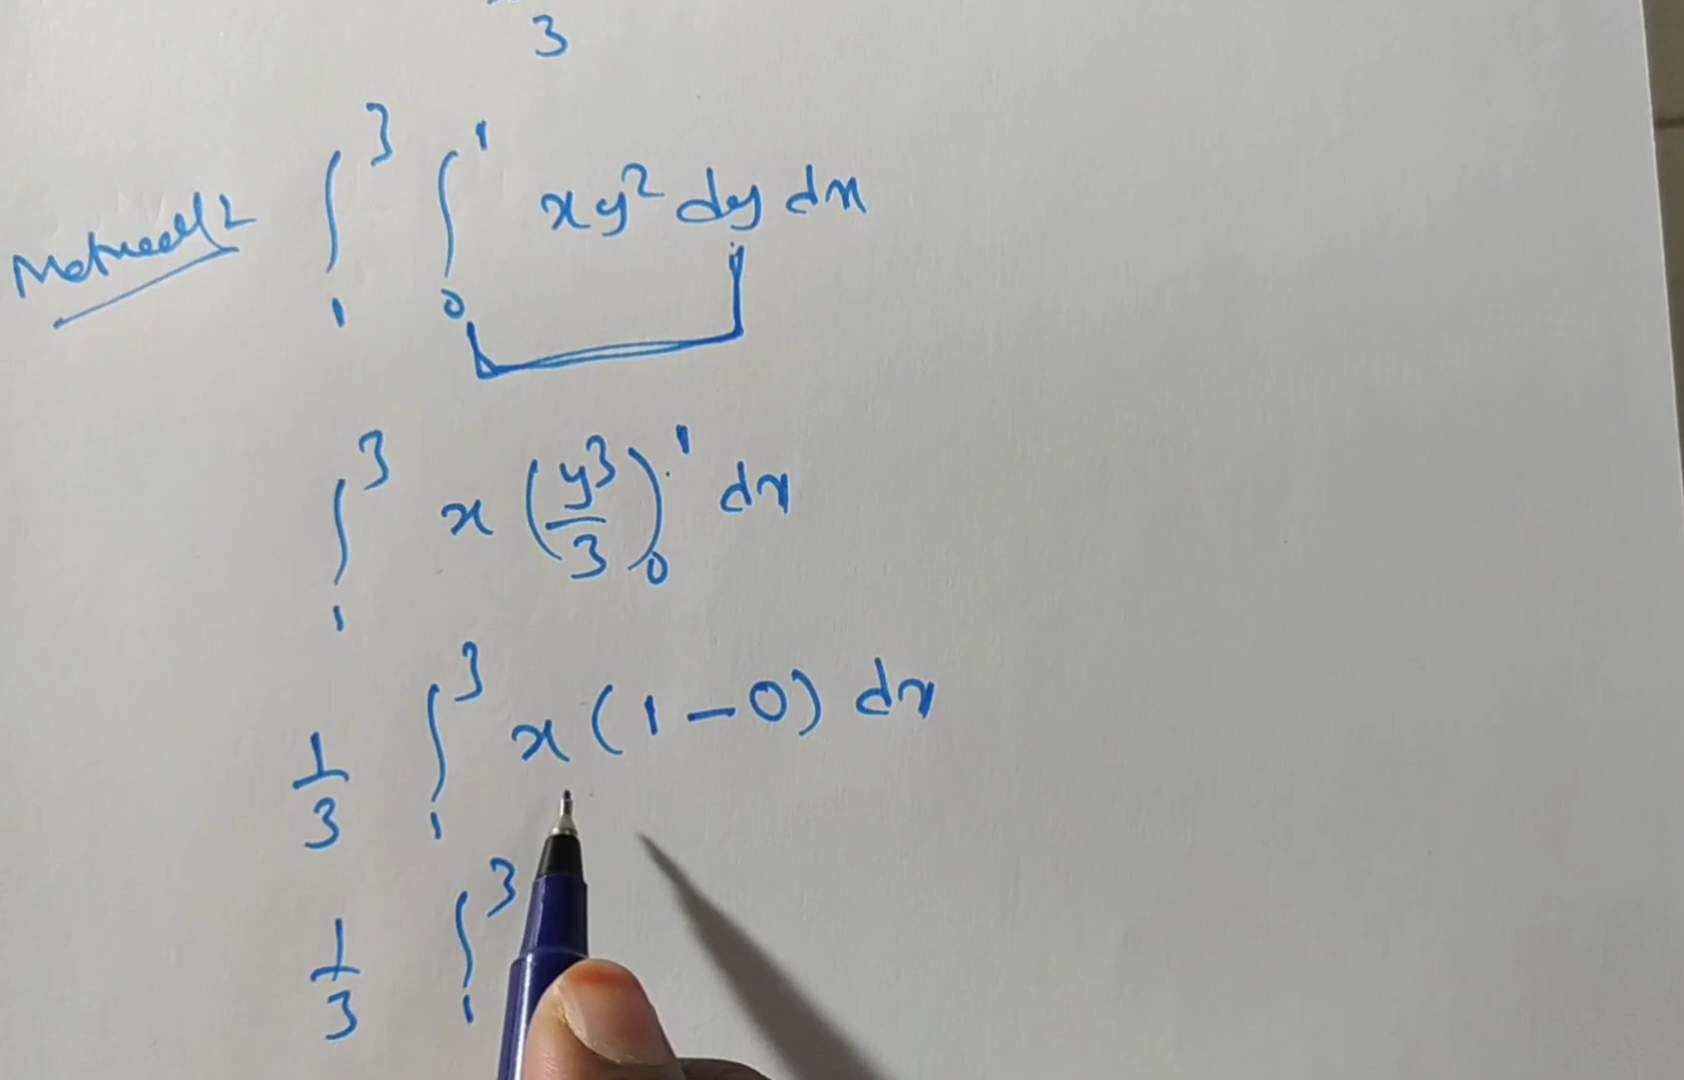 3
Method 2 ∫₁³ ∫₀¹ xy² dy dx
∫₁³ x (y³/3)₀¹ dx
1/3 ∫₁³ x (1 - 0) dx
1/3 ∫₁³